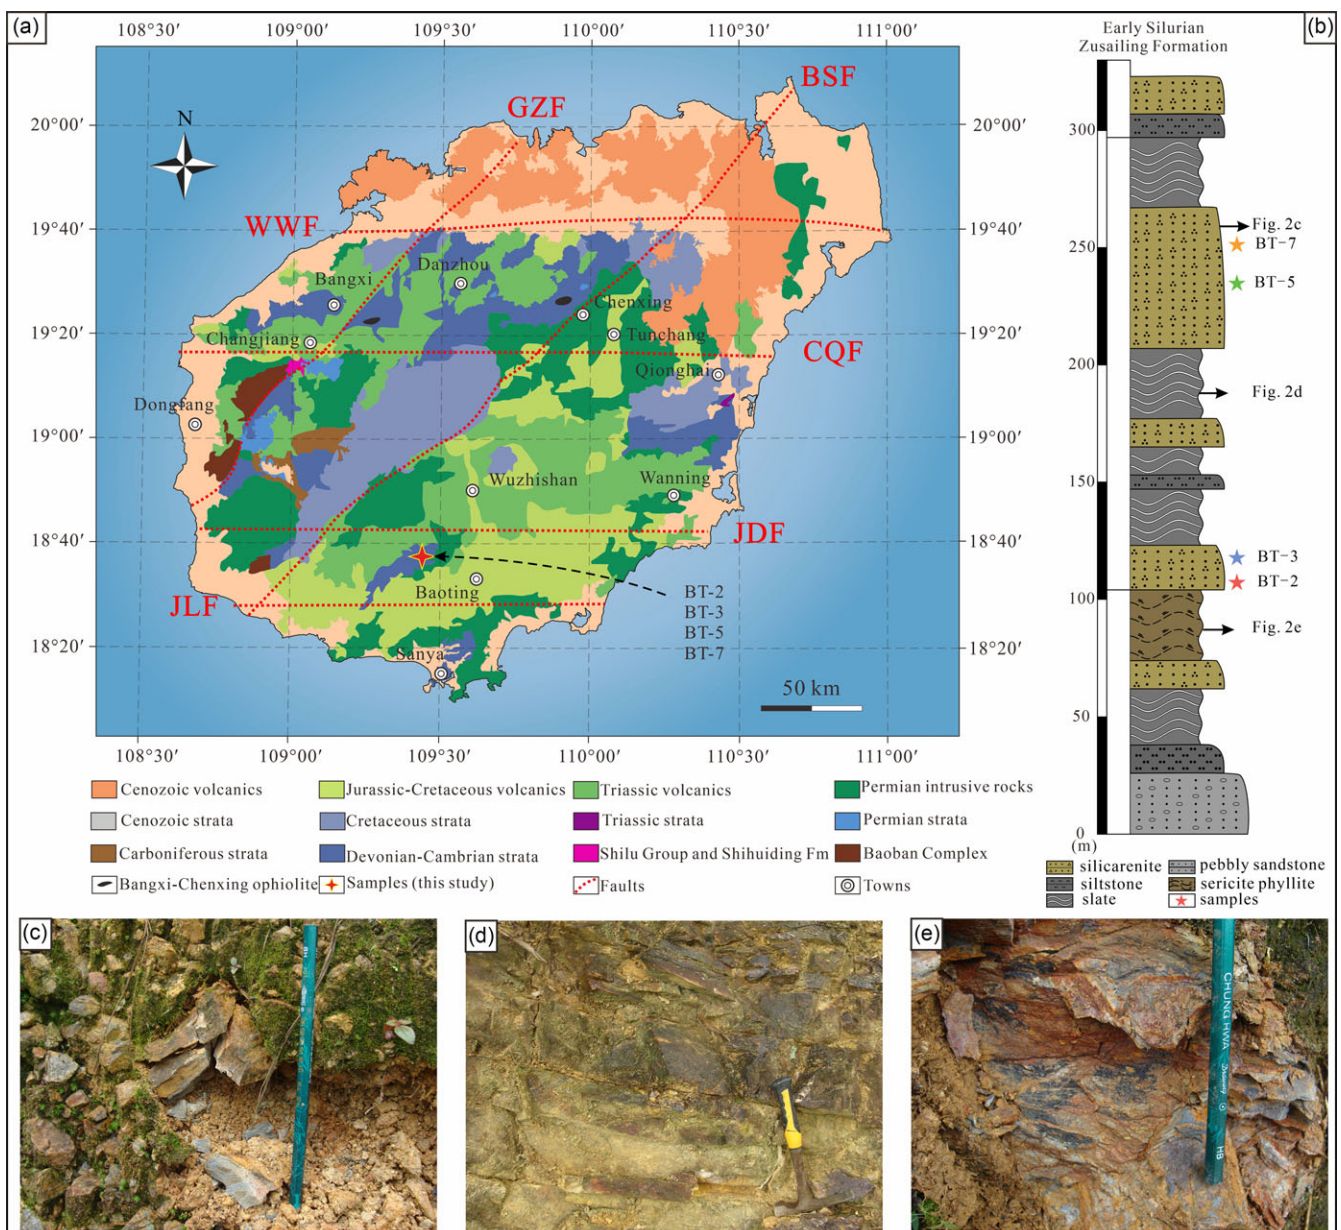 (a)
108°30′
109°00′
109°30′
110°00′
110°30′
111°00′
20°00′
19°40′
19°20′
19°00′
18°40′
18°20′
N
GZF
BSF
WWF
CQF
JDF
JLF
20°00′
19°40′
19°20′
19°00′
18°40′
18°20′
Danzhou
Bangxi
Chenxing
Changjiang
Tunchang
Qionghai
Dongfang
Wuzhishan
Wanning
Baoting
Sanya
BT-2
BT-3
BT-5
BT-7
50 km
108°30′
109°00′
109°30′
110°00′
110°30′
111°00′
Cenozoic volcanics
Jurassic-Cretaceous volcanics
Triassic volcanics
Permian intrusive rocks
Cenozoic strata
Cretaceous strata
Triassic strata
Permian strata
Carboniferous strata
Devonian-Cambrian strata
Shilu Group and Shihuiding Fm
Baoban Complex
Bangxi-Chenxing ophiolite
Samples (this study)
Faults
Towns
(b)
Early Silurian
Zusailing Formation
300
250
200
150
100
50
0
(m)
Fig. 2c
BT-7
BT-5
Fig. 2d
BT-3
BT-2
Fig. 2e
silicarenite
pebbly sandstone
siltstone
sericite phyllite
slate
samples
(c)
(d)
(e)
CHUNG HWA
HB